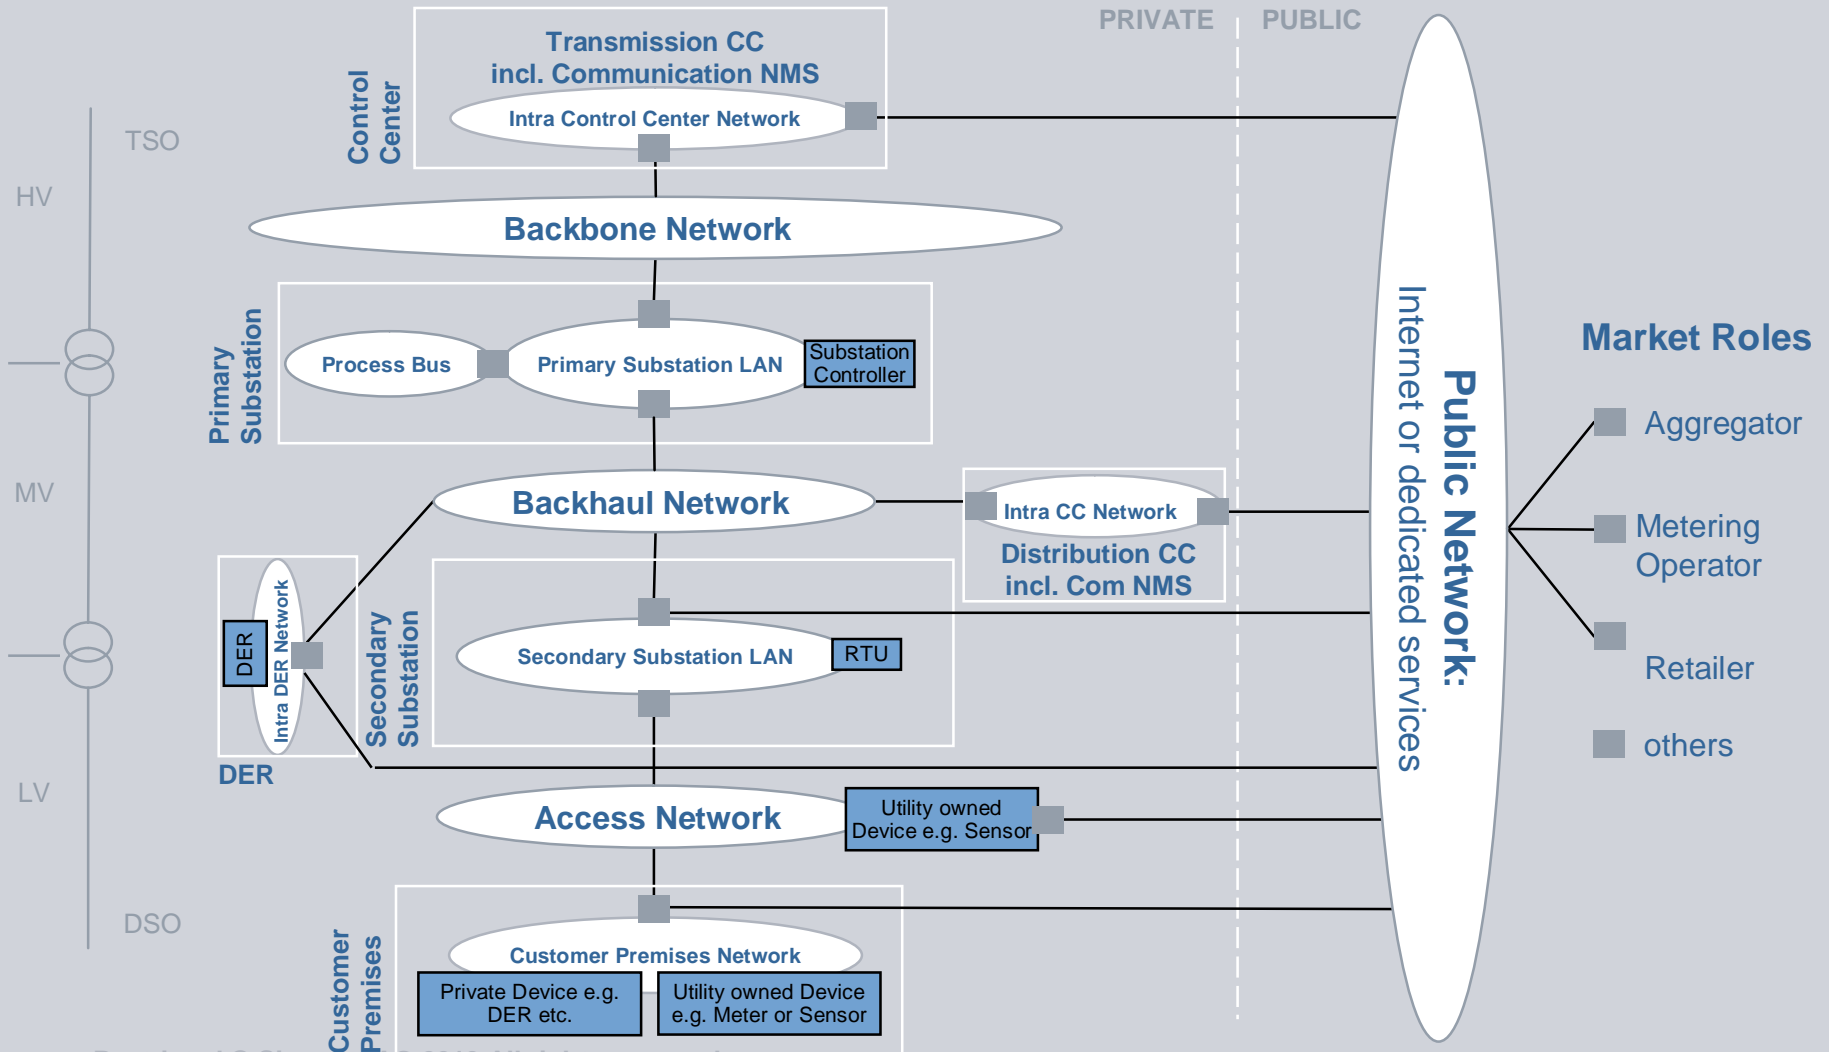 PRIVATE
PUBLIC
Transmission CC
incl. Communication NMS
Control
Center
Intra Control Center Network
TSO
HV
Backbone Network
Primary
Substation
Process Bus
Primary Substation LAN
Substation
Controller
MV
Backhaul Network
Intra CC Network
Distribution CC
incl. Com NMS
DER
Intra DER Network
DER
Secondary
Substation
Secondary Substation LAN
RTU
LV
Access Network
Utility owned
Device e.g. Sensor
DSO
Customer
Premises
Customer Premises Network
Private Device e.g.
DER etc.
Utility owned Device
e.g. Meter or Sensor
Public Network:
Internet or dedicated services
Market Roles
Aggregator
Metering
Operator
Retailer
others